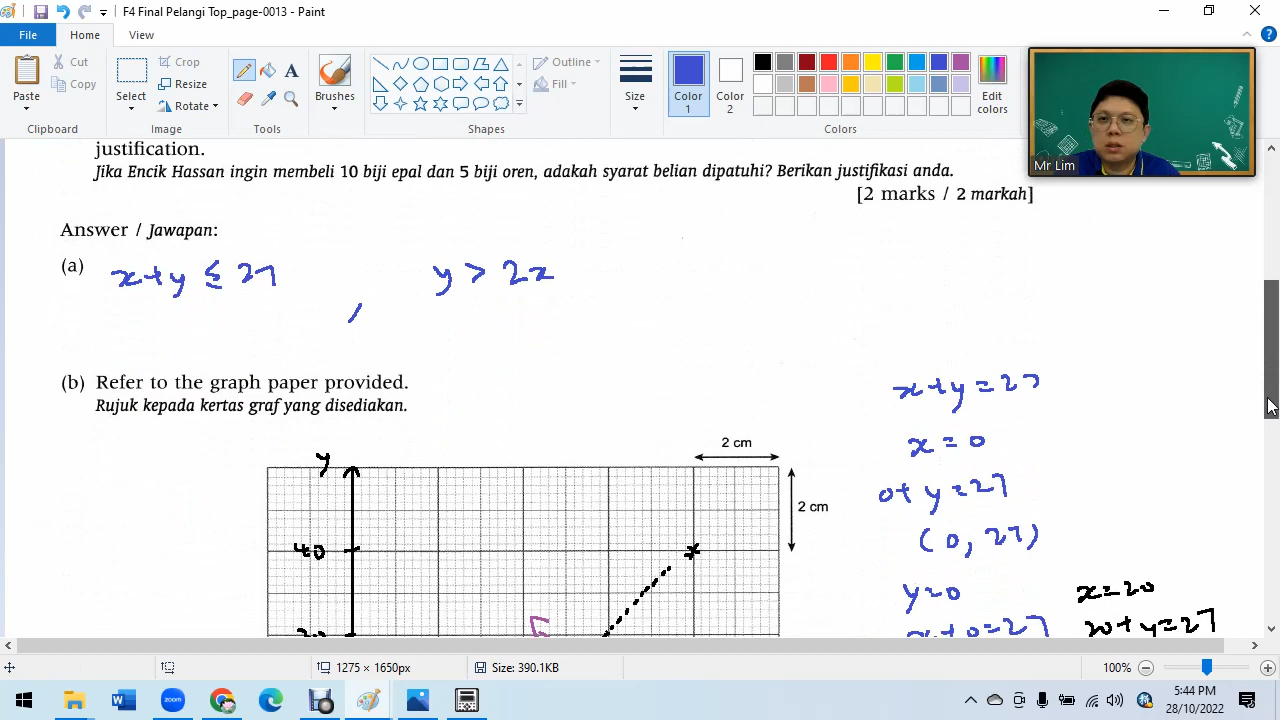 F4 Final Pelangi Top_page-0013 - Paint
File Home View
Paste Cut Copy Clipboard
Select Crop Resize Rotate Image
Tools
Brushes
Shapes
Outline Fill
Size
Color 1 Color 2
Edit colors
Colors
Mr Lim
justification.
Jika Encik Hassan ingin membeli 10 biji epal dan 5 biji oren, adakah syarat belian dipatuhi? Berikan justifikasi anda.
[2 marks / 2 markah]
Answer / Jawapan:
(a) x+y ≤ 27 , y > 2x
(b) Refer to the graph paper provided.
Rujuk kepada kertas graf yang disediakan.
2 cm
2 cm
y
40
x+y=27
x=0
0+y=27
(0, 27)
y=0
x+0=27
x=20
20+y=27
1275 × 1650px
Size: 390.1KB
100%
5:44 PM
28/10/2022